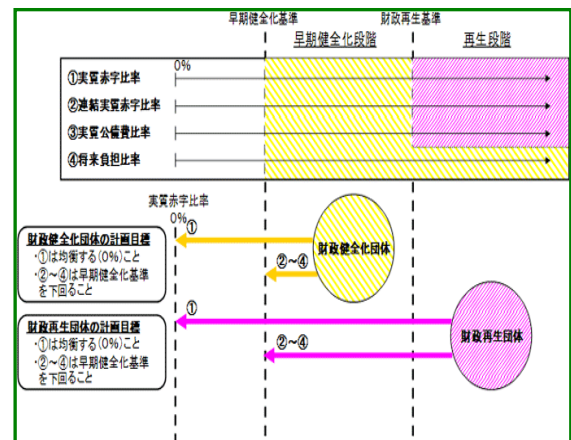 早期健全化基準
財政再生基準
早期健全化段階
再生段階
0%
①実質赤字比率
②連結実質赤字比率
③実質公債費比率
④将来負担比率
実質赤字比率
0%
①
財政健全化団体の計画目標
・①は均衡する(0%)こと
・②~④は早期健全化基準
を下回ること
財政健全化団体
②~④
①
財政再生団体の計画目標
・①は均衡する(0%)こと
・②~④は早期健全化基準
を下回ること
財政再生団体
②~④